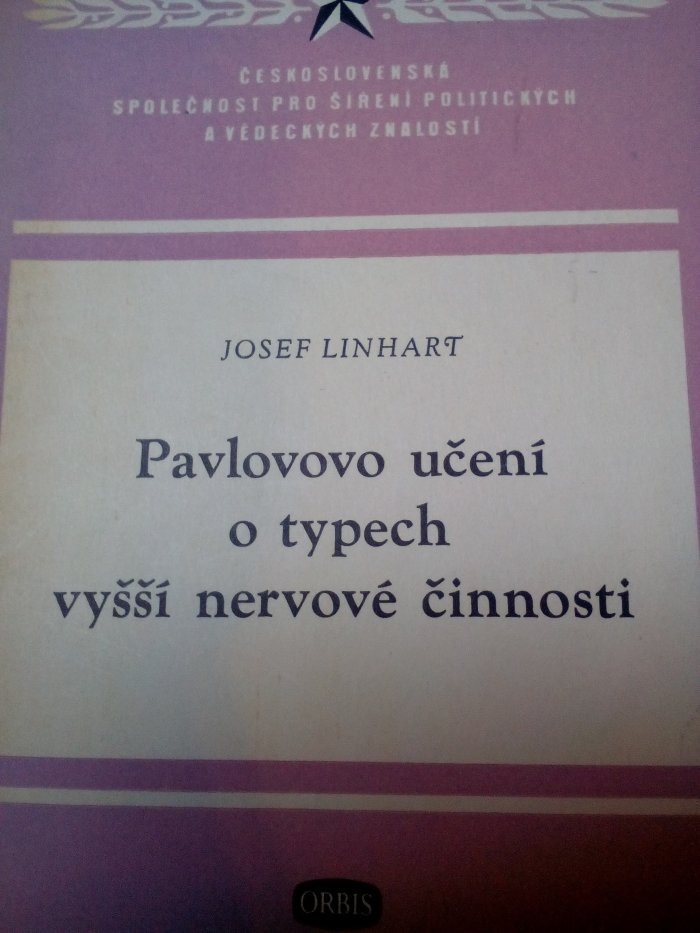 ČESKOSLOVENSKÁ
SPOLEČNOST PRO ŠÍŘENÍ POLITICKÝCH
A VĚDECKÝCH ZNALOSTÍ
JOSEF LINHART
Pavlovovo učení
o typech
vyšší nervové činnosti
ORBIS